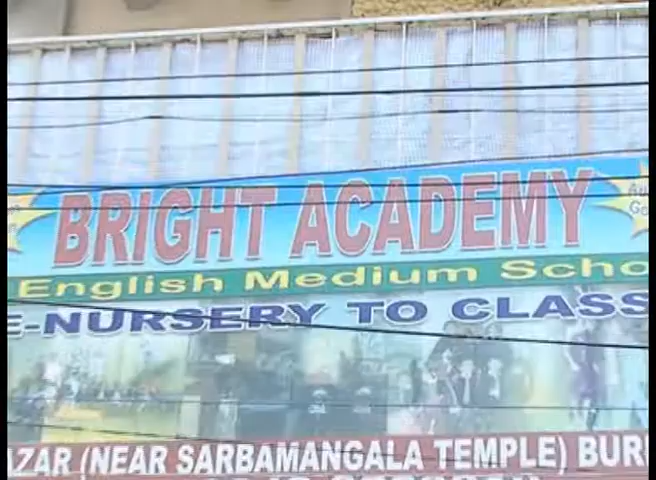 BRIGHT ACADEMY
English Medium Scho
E-NURSERY TO CLASS
ZAR (NEAR SARBAMANGALA TEMPLE) BUR